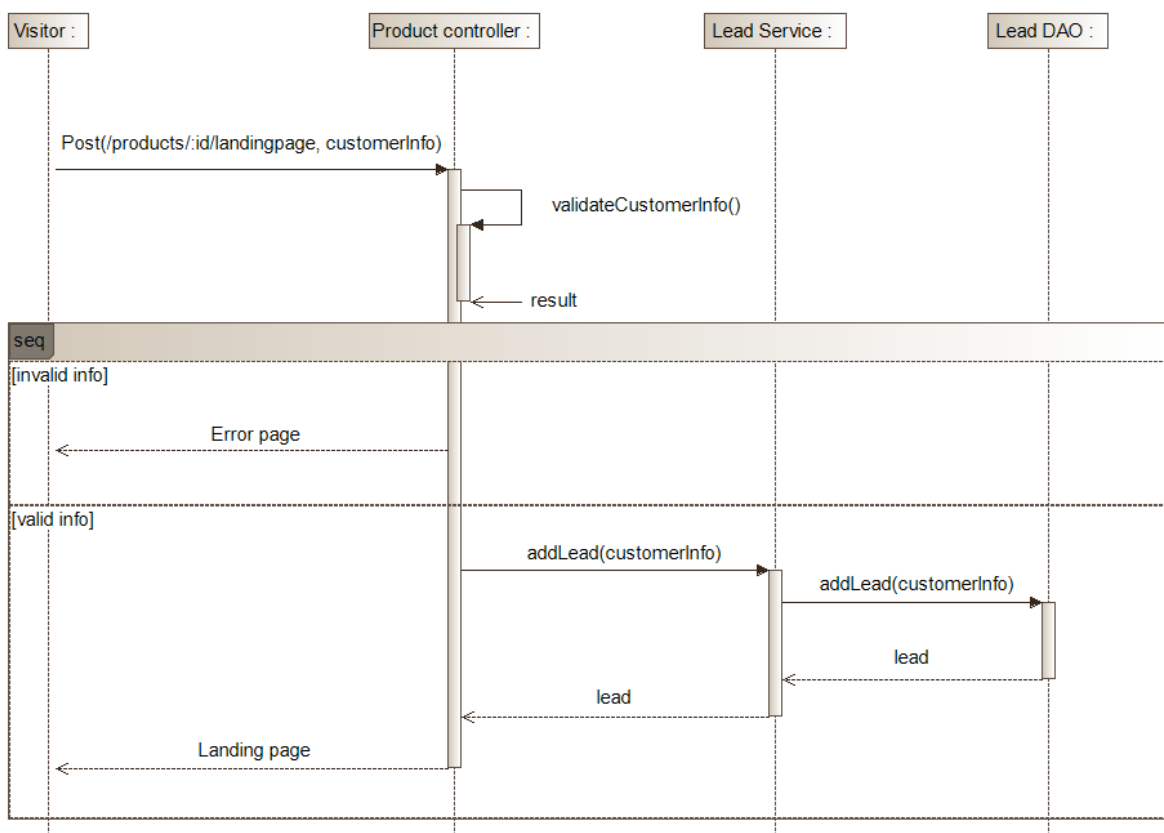 Visitor :
Product controller :
Lead Service :
Lead DAO :
Post(/products/:id/landingpage, customerInfo)
validateCustomerInfo()
result
seq
[invalid info]
Error page
[valid info]
addLead(customerInfo)
addLead(customerInfo)
lead
lead
Landing page